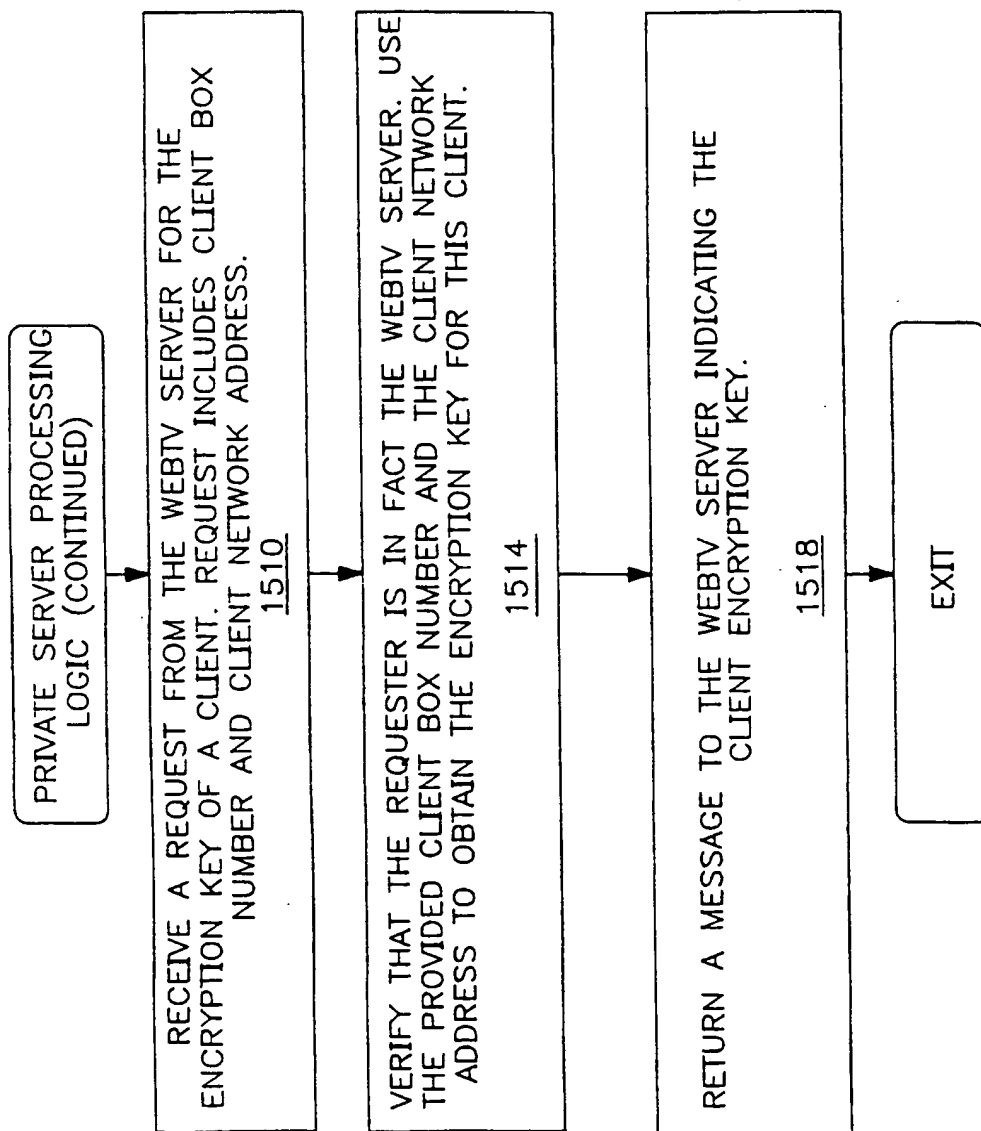 PRIVATE SERVER PROCESSING
LOGIC (CONTINUED)
RECEIVE A REQUEST FROM THE WEBTV SERVER FOR THE
ENCRYPTION KEY OF A CLIENT. REQUEST INCLUDES CLIENT BOX
NUMBER AND CLIENT NETWORK ADDRESS.
1510
VERIFY THAT THE REQUESTER IS IN FACT THE WEBTV SERVER. USE
THE PROVIDED CLIENT BOX NUMBER AND THE CLIENT NETWORK
ADDRESS TO OBTAIN THE ENCRYPTION KEY FOR THIS CLIENT.
1514
RETURN A MESSAGE TO THE WEBTV SERVER INDICATING THE
CLIENT ENCRYPTION KEY.
1518
EXIT